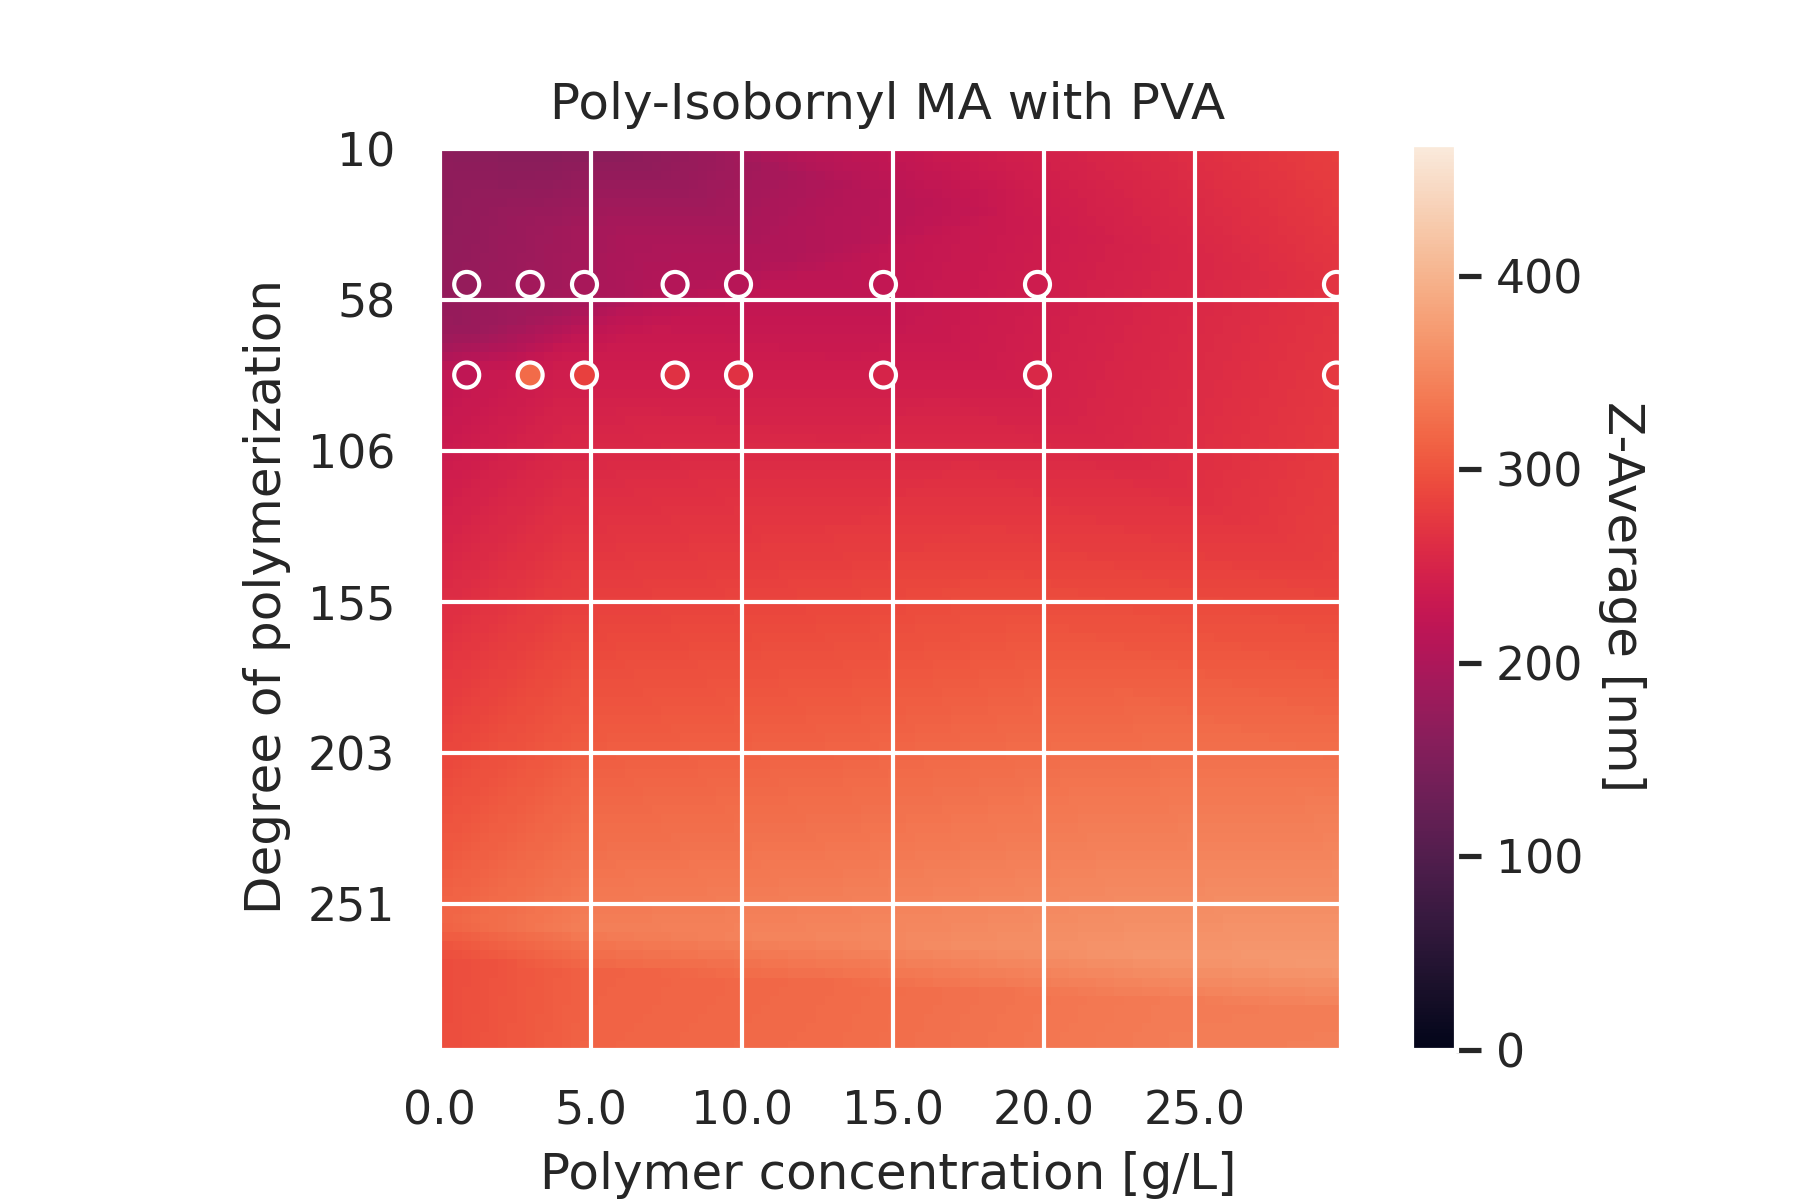 Poly-Isobornyl MA with PVA
10
58
106
155
203
251
Degree of polymerization
0.0 5.0 10.0 15.0 20.0 25.0
Polymer concentration [g/L]
400
300
200
100
0
Z-Average [nm]